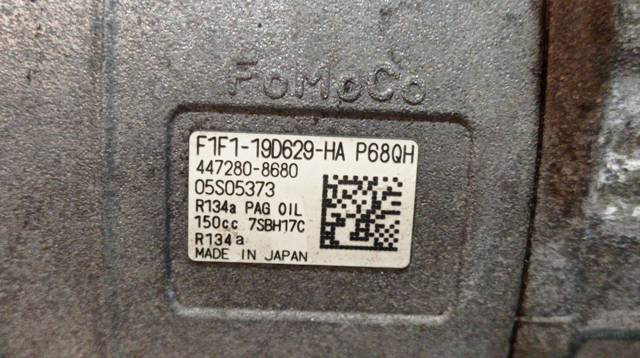 FoMoCo
F1F1-19D629-HA P68QH
447280-8680
05S05373
R134a PAG OIL
150cc 7SBH17C
R134a
MADE IN JAPAN